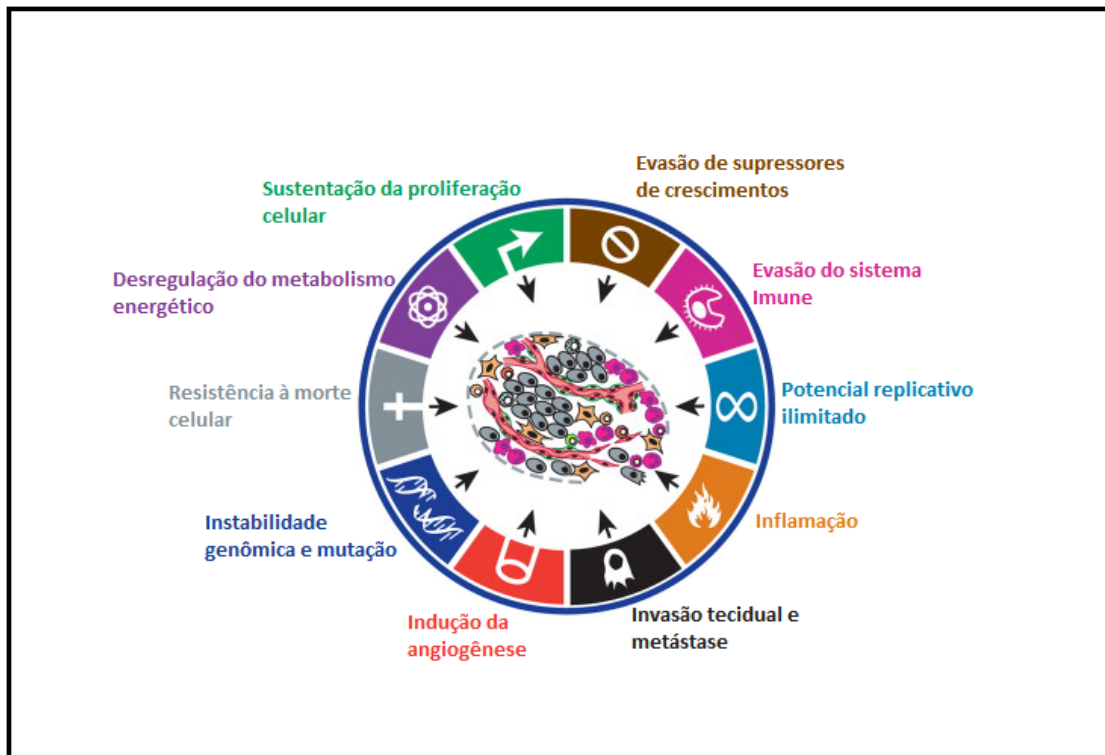 Sustentação da proliferação
celular
Evasão de supressores
de crescimentos
Desregulação do metabolismo
energético
Evasão do sistema
Imune
Resistência à morte
celular
Potencial replicativo
ilimitado
Instabilidade
genômica e mutação
Inflamação
Indução da
angiogênese
Invasão tecidual e
metástase